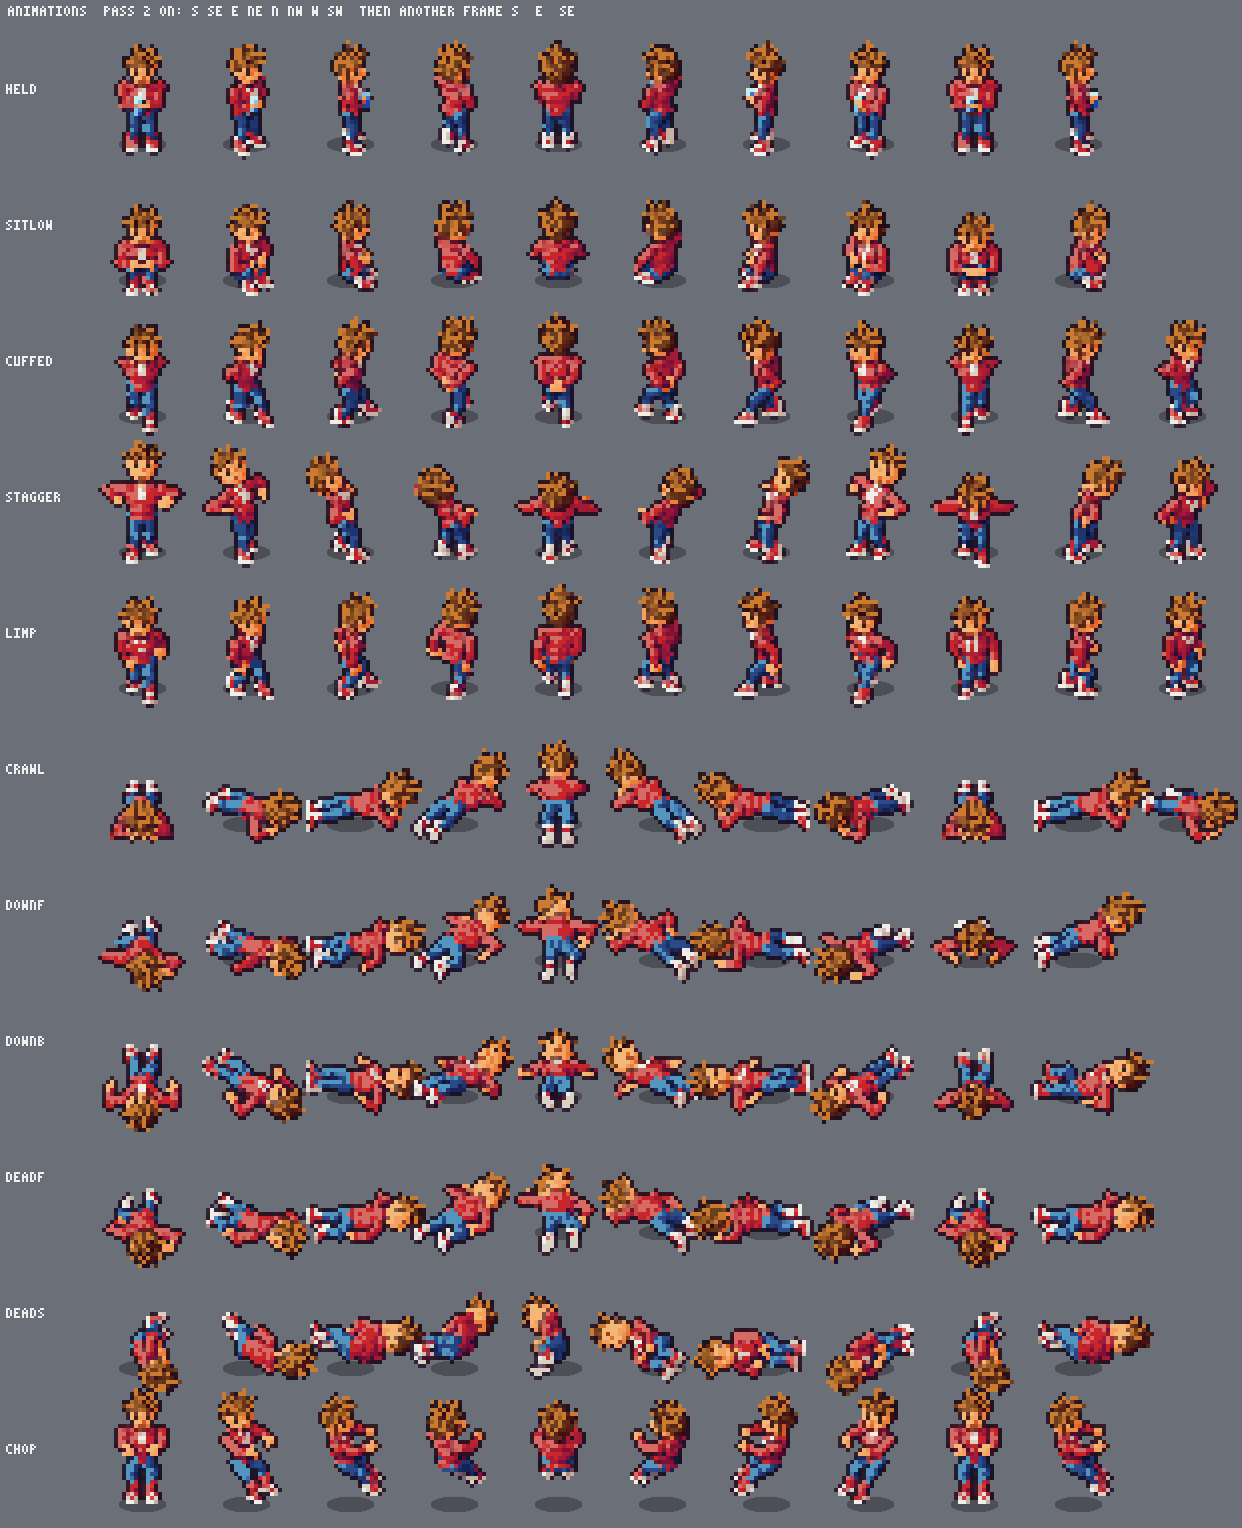 ANIMATIONS PASS 2 ON: S SE E NE N NW W SW THEN ANOTHER FRAME S E SE
HELD
SITLOW
CUFFED
STAGGER
LIMP
CRAWL
DOWNF
DOWNB
DEADF
DEADS
CHOP